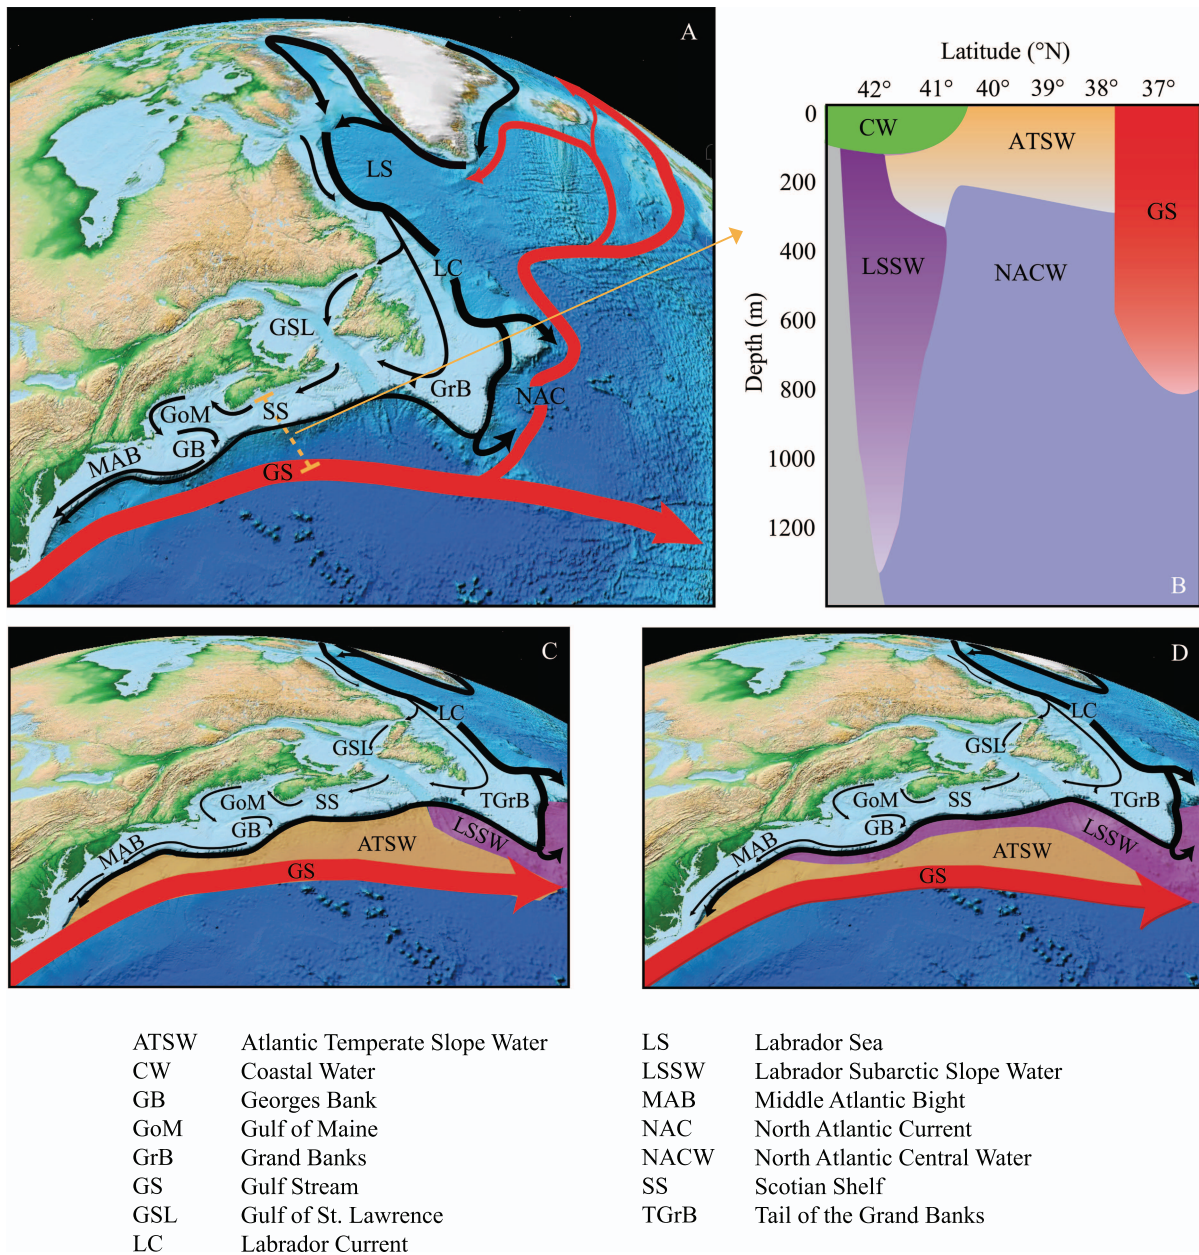 A
LS
LC
GSL
GrB
NAC
GoM
SS
GB
MAB
GS
Latitude (°N)
42° 41° 40° 39° 38° 37°
Depth (m)
0
200
400
600
800
1000
1200
CW
ATSW
GS
LSSW
NACW
B
C
LC
GSL
GoM
SS
TGrB
GB
MAB
ATSW
LSSW
GS
D
LC
GSL
GoM
SS
TGrB
GB
MAB
ATSW
LSSW
GS
ATSW Atlantic Temperate Slope Water
CW Coastal Water
GB Georges Bank
GoM Gulf of Maine
GrB Grand Banks
GS Gulf Stream
GSL Gulf of St. Lawrence
LC Labrador Current
LS Labrador Sea
LSSW Labrador Subarctic Slope Water
MAB Middle Atlantic Bight
NAC North Atlantic Current
NACW North Atlantic Central Water
SS Scotian Shelf
TGrB Tail of the Grand Banks